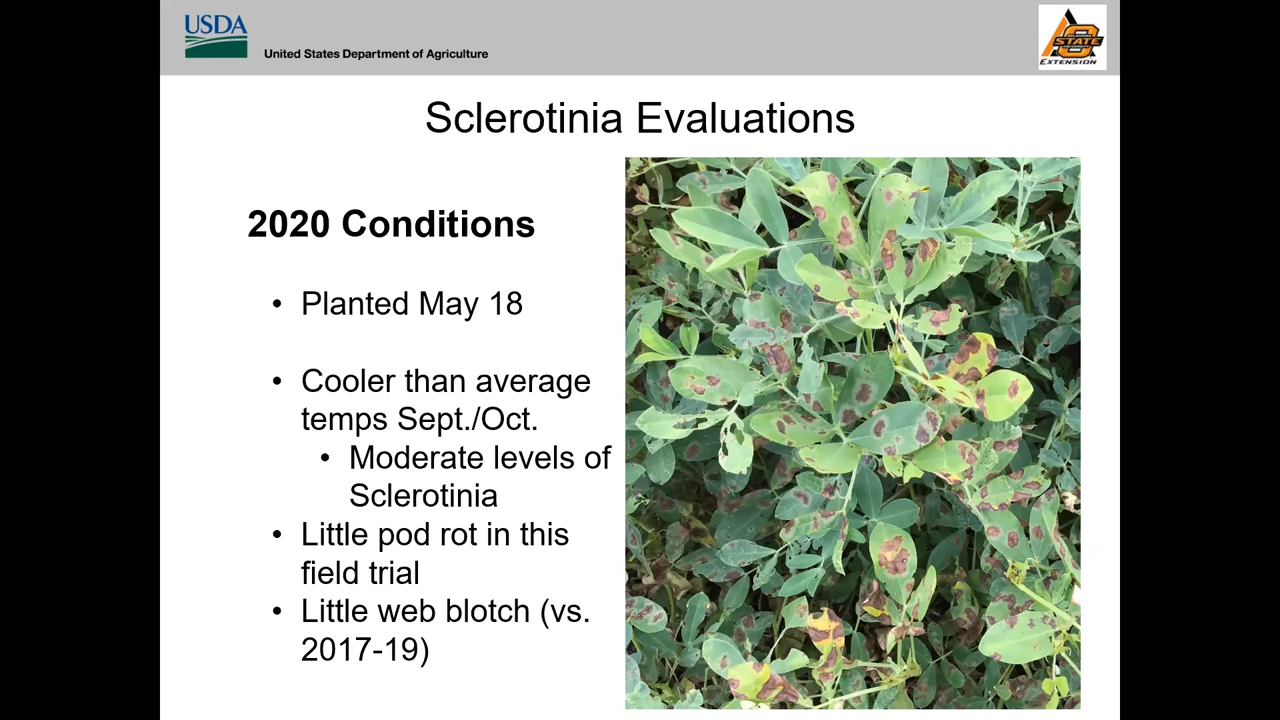 USDA
United States Department of Agriculture
STATE
EXTENSION
Sclerotinia Evaluations
2020 Conditions
• Planted May 18
• Cooler than average
temps Sept./Oct.
• Moderate levels of
Sclerotinia
• Little pod rot in this
field trial
• Little web blotch (vs.
2017-19)